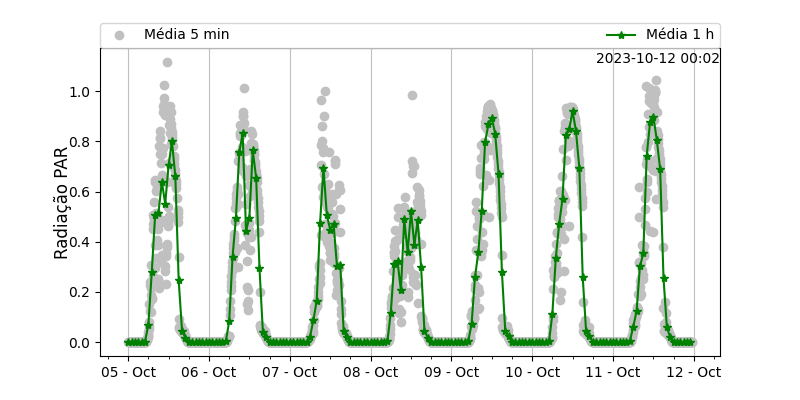 Média 5 min
Média 1 h
2023-10-12 00:02
Radiação PAR
1.0
0.8
0.6
0.4
0.2
0.0
05 - Oct
06 - Oct
07 - Oct
08 - Oct
09 - Oct
10 - Oct
11 - Oct
12 - Oct